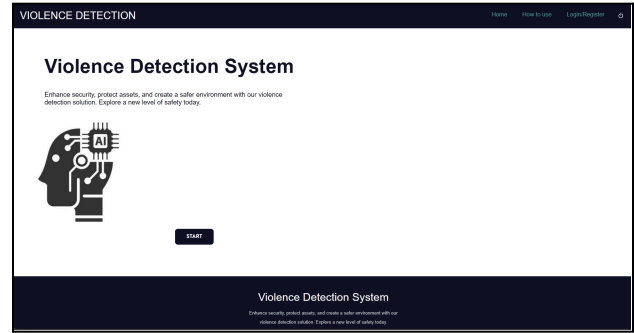 VIOLENCE DETECTION
Home How to use Login/Register
Violence Detection System
Enhance security, protect assets, and create a safer environment with our violence
detection solution. Explore a new level of safety today.
AI
START
Violence Detection System
Enhance security, protect assets, and create a safer environment with our
violence detection solution. Explore a new level of safety today.